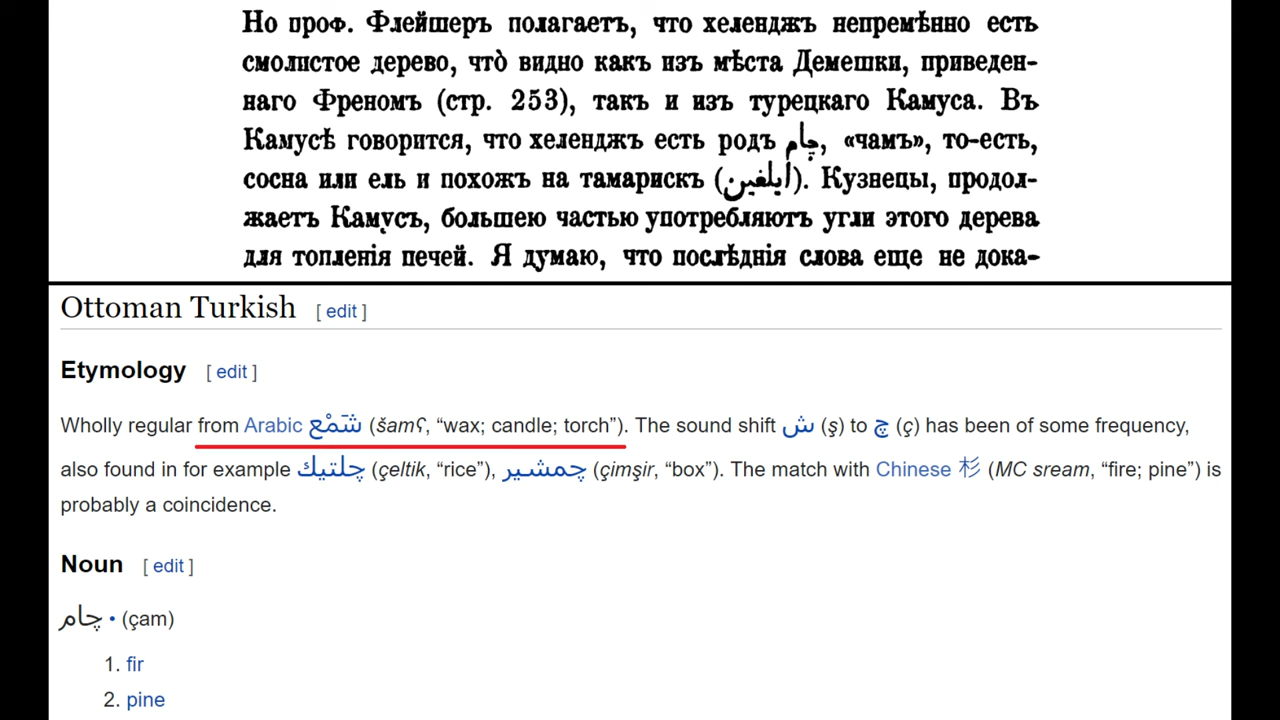 Но проф. Флейшеръ полагаетъ, что хеленджъ непремѣнно есть
смолистое дерево, что̀ видно какъ изъ мѣста Демешки, приведен-
наго Френомъ (стр. 253), такъ и изъ турецкаго Камуса. Въ
Камусѣ говорится, что хеленджъ есть родъ چام, «чамъ», то-есть,
сосна или ель и похожъ на тамарискъ (ايلغين). Кузнецы, продол-
жаетъ Камусъ, большею частью употребляютъ угли этого дерева
для топленія печей. Я думаю, что послѣднія слова еще не дока-
Ottoman Turkish [ edit ]
Etymology [ edit ]
Wholly regular from Arabic شَمْع (šamʕ, “wax; candle; torch”). The sound shift ش (ş) to چ (ç) has been of some frequency,
also found in for example چلتیك (çeltik, “rice”), چمشیر (çimşir, “box”). The match with Chinese 杉 (MC sream, “fire; pine”) is
probably a coincidence.
Noun [ edit ]
چام • (çam)
1. fir
2. pine